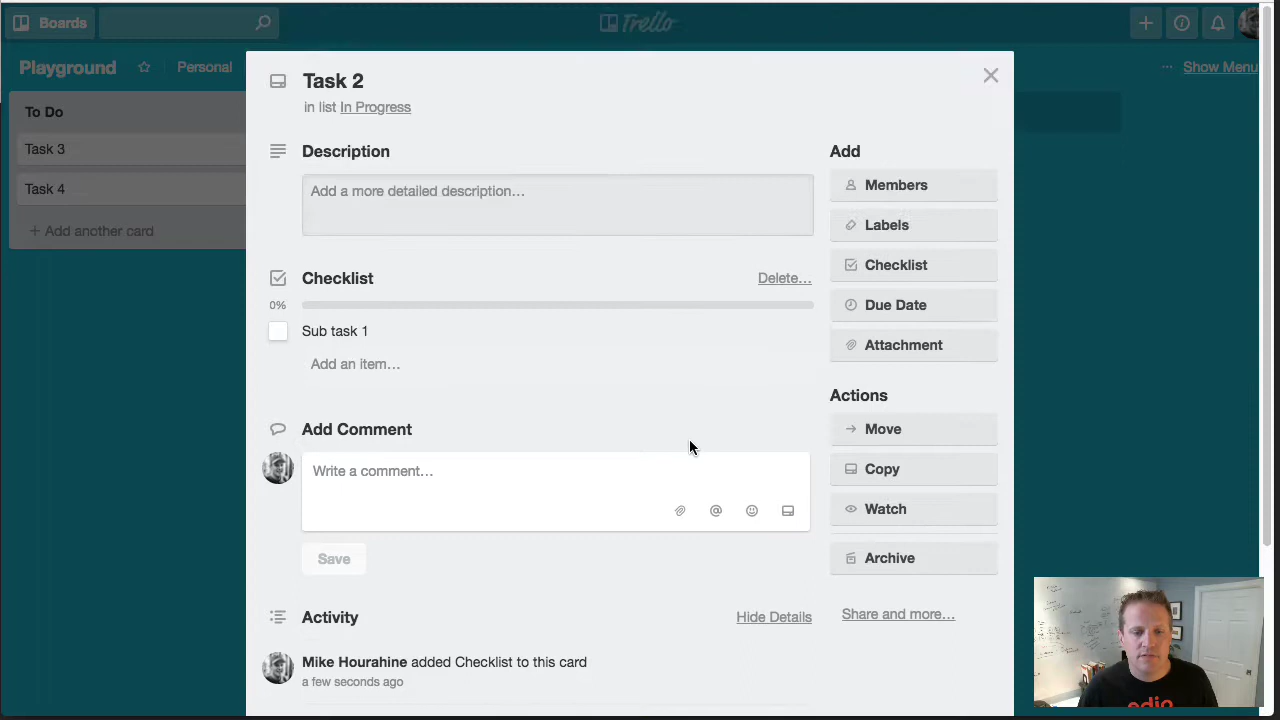 Boards
Trello
Playground
Personal
... Show Menu
To Do
Task 3
Task 4
+ Add another card
Task 2
in list In Progress
Description
Add a more detailed description…
Checklist
Delete…
0%
Sub task 1
Add an item…
Add Comment
Write a comment…
@
Save
Activity
Hide Details
Mike Hourahine added Checklist to this card
a few seconds ago
Add
Members
Labels
Checklist
Due Date
Attachment
Actions
Move
Copy
Watch
Archive
Share and more…